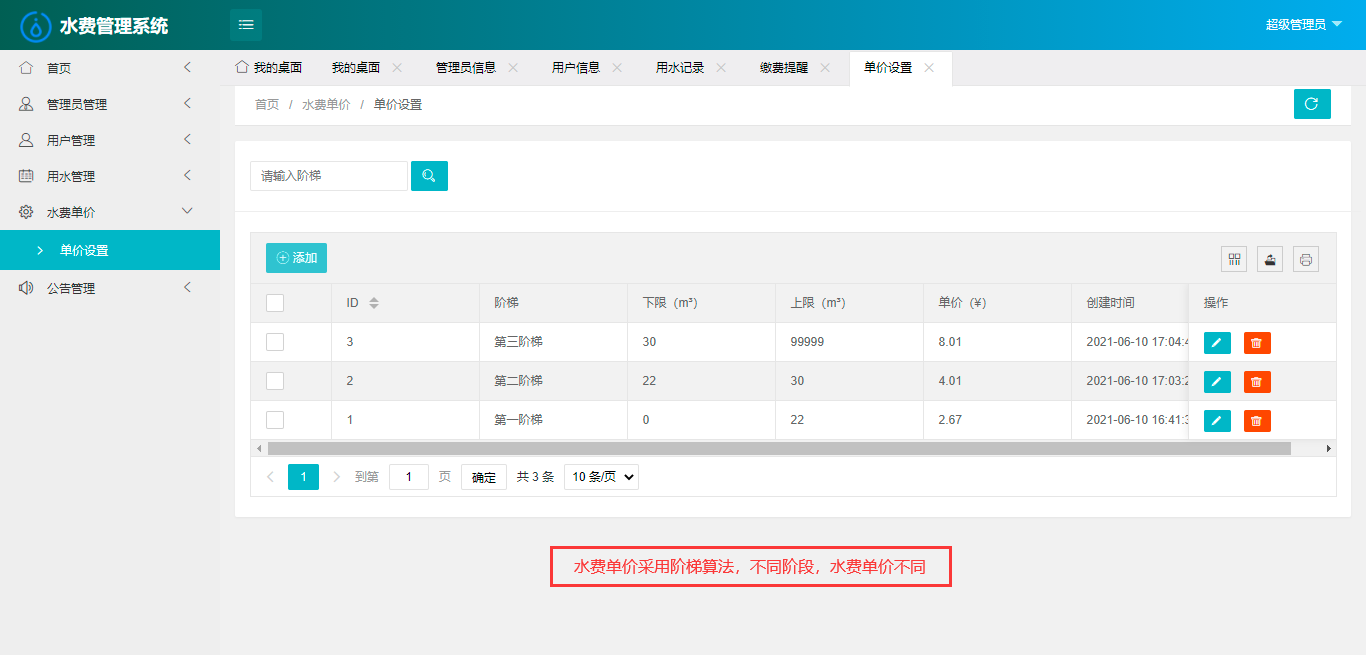 水费管理系统
超级管理员
首页
管理员管理
用户管理
用水管理
水费单价
单价设置
公告管理
我的桌面 我的桌面 管理员信息 用户信息 用水记录 缴费提醒 单价设置
首页 / 水费单价 / 单价设置
请输入阶梯
添加
ID 阶梯 下限（m³） 上限（m³） 单价（¥） 创建时间 操作
3 第三阶梯 30 99999 8.01 2021-06-10 17:04:
2 第二阶梯 22 30 4.01 2021-06-10 17:03:
1 第一阶梯 0 22 2.67 2021-06-10 16:41:
1 到第 1 页 确定 共 3 条 10 条/页
水费单价采用阶梯算法，不同阶段，水费单价不同